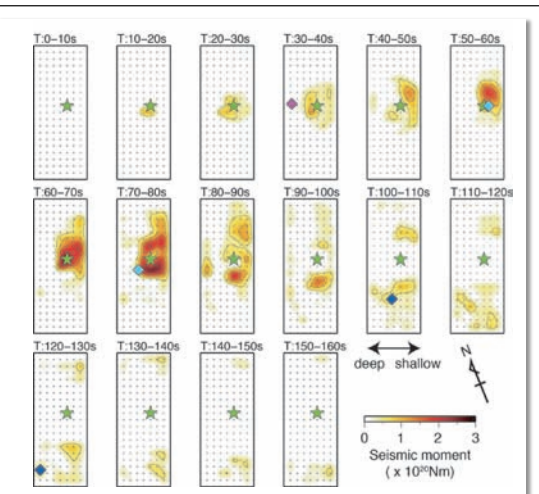 T:0–10s T:10–20s T:20–30s T:30–40s T:40–50s T:50–60s
T:60–70s T:70–80s T:80–90s T:90–100s T:100–110s T:110–120s
T:120–130s T:130–140s T:140–150s T:150–160s
deep shallow
N
0 1 2 3
Seismic moment
( x 10²⁰Nm)